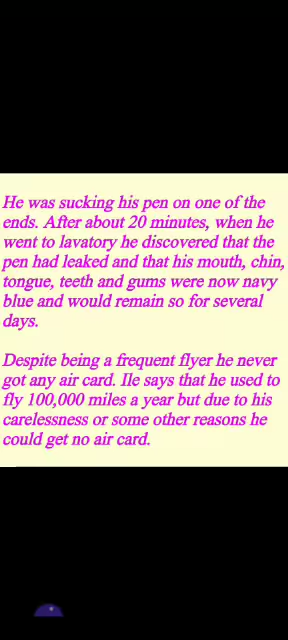 He was sucking his pen on one of the
ends. After about 20 minutes, when he
went to lavatory he discovered that the
pen had leaked and that his mouth, chin,
tongue, teeth and gums were now navy
blue and would remain so for several
days.
Despite being a frequent flyer he never
got any air card. Ile says that he used to
fly 100,000 miles a year but due to his
carelessness or some other reasons he
could get no air card.